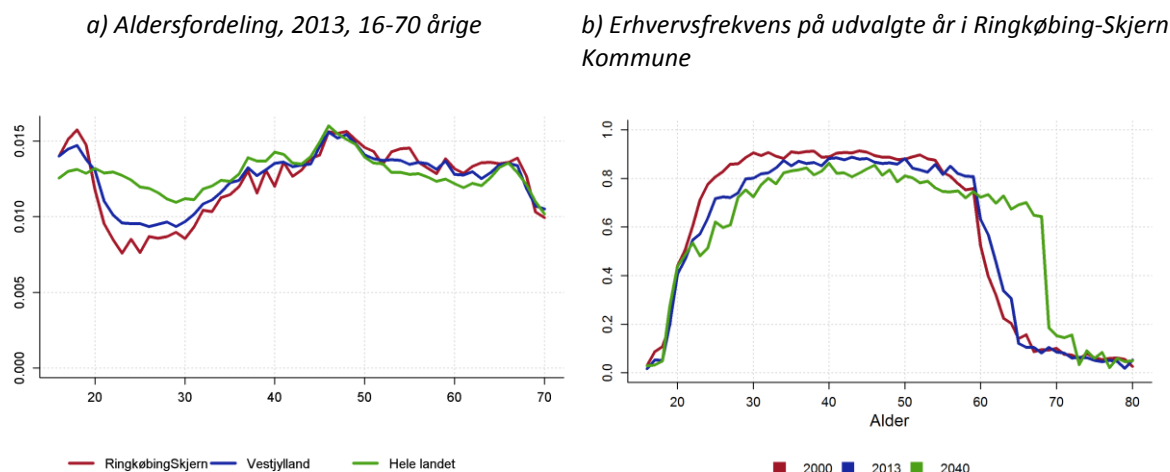 a) Aldersfordeling, 2013, 16-70 årige
0.015
0.010
0.005
0.000
20 30 40 50 60 70
RingkøbingSkjern Vestjylland Hele landet
b) Erhvervsfrekvens på udvalgte år i Ringkøbing-Skjern
Kommune
1.0
0.8
0.6
0.4
0.2
0.0
20 30 40 50 60 70 80
Alder
2000 2013 2040